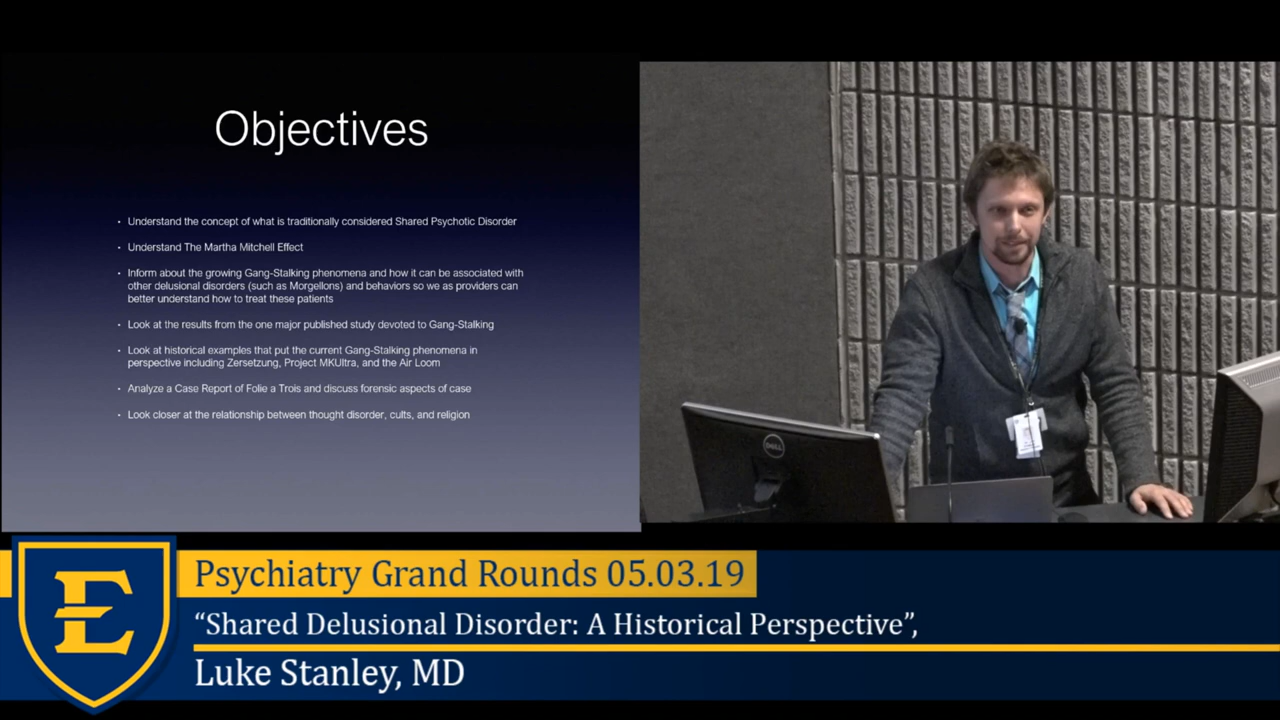 Objectives
• Understand the concept of what is traditionally considered Shared Psychotic Disorder
• Understand The Martha Mitchell Effect
• Inform about the growing Gang-Stalking phenomena and how it can be associated with
other delusional disorders (such as Morgellons) and behaviors so we as providers can
better understand how to treat these patients
• Look at the results from the one major published study devoted to Gang-Stalking
• Look at historical examples that put the current Gang-Stalking phenomena in
perspective including Zersetzung, Project MKUltra, and the Air Loom
• Analyze a Case Report of Folie a Trois and discuss forensic aspects of case
• Look closer at the relationship between thought disorder, cults, and religion
DELL
E
Psychiatry Grand Rounds 05.03.19
“Shared Delusional Disorder: A Historical Perspective”,
Luke Stanley, MD